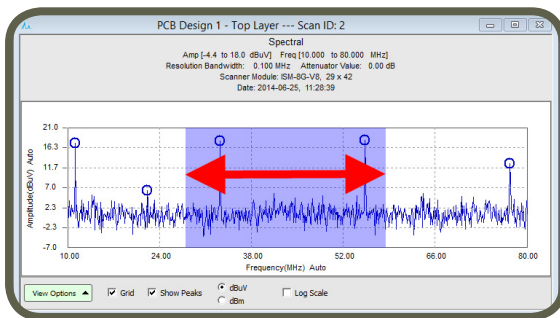 PCB Design 1 - Top Layer --- Scan ID: 2
Spectral
Amp [-4.4 to 18.0 dBuV] Freq [10.000 to 80.000 MHz]
Resolution Bandwidth: 0.100 MHz Attenuator Value: 0.00 dB
Scanner Module: ISM-8G-V8, 29 x 42
Date: 2014-06-25, 11:28:39
Amplitude(dBuV) Auto
21.0
16.3
11.7
7.0
2.3
-2.3
-7.0
10.00 24.00 38.00 52.00 66.00 80.00
Frequency(MHz) Auto
View Options Grid Show Peaks dBuV Log Scale
dBm